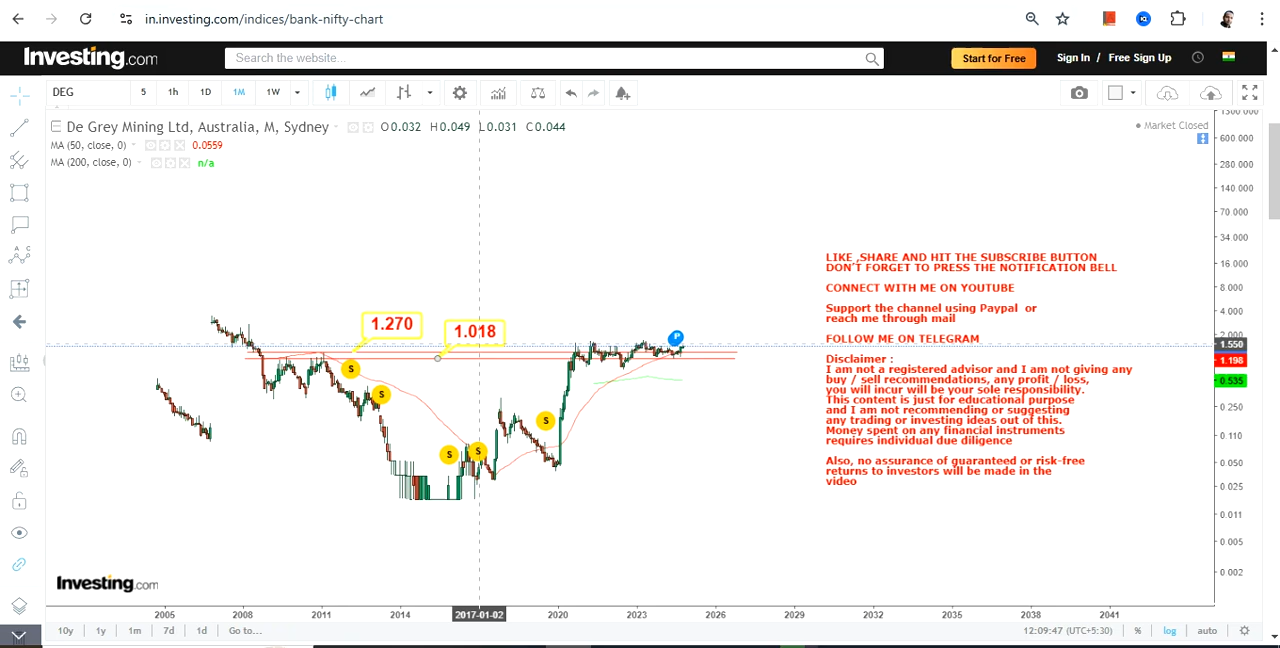 in.investing.com/indices/bank-nifty-chart
Investing.com
Search the website...
Start for Free
Sign In / Free Sign Up
DEG
5 1h 1D 1M 1W
De Grey Mining Ltd, Australia, M, Sydney O0.032 H0.049 L0.031 C0.044
MA (50, close, 0) 0.0559
MA (200, close, 0) n/a
Market Closed
600.000
280.000
140.000
70.000
34.000
16.000
8.000
4.000
2.000
1.550
1.198
0.535
0.250
0.110
0.050
0.025
0.011
0.005
0.002
1.270
1.018
P
S
S
S
S
S
LIKE ,SHARE AND HIT THE SUBSCRIBE BUTTON
DON'T FORGET TO PRESS THE NOTIFICATION BELL
CONNECT WITH ME ON YOUTUBE
Support the channel using Paypal or
reach me through mail
FOLLOW ME ON TELEGRAM
Disclaimer :
I am not a registered advisor and I am not giving any
buy / sell recommendations, any profit / loss,
you will incur will be your sole responsibility.
This content is just for educational purpose
and I am not recommending or suggesting
any trading or investing ideas out of this.
Money spent on any financial instruments
requires individual due diligence
Also, no assurance of guaranteed or risk-free
returns to investors will be made in the
video
Investing.com
2005 2008 2011 2014 2017-01-02 2020 2023 2026 2029 2032 2035 2038 2041
10y 1y 1m 7d 1d Go to...
12:09:47 (UTC+5:30) % log auto